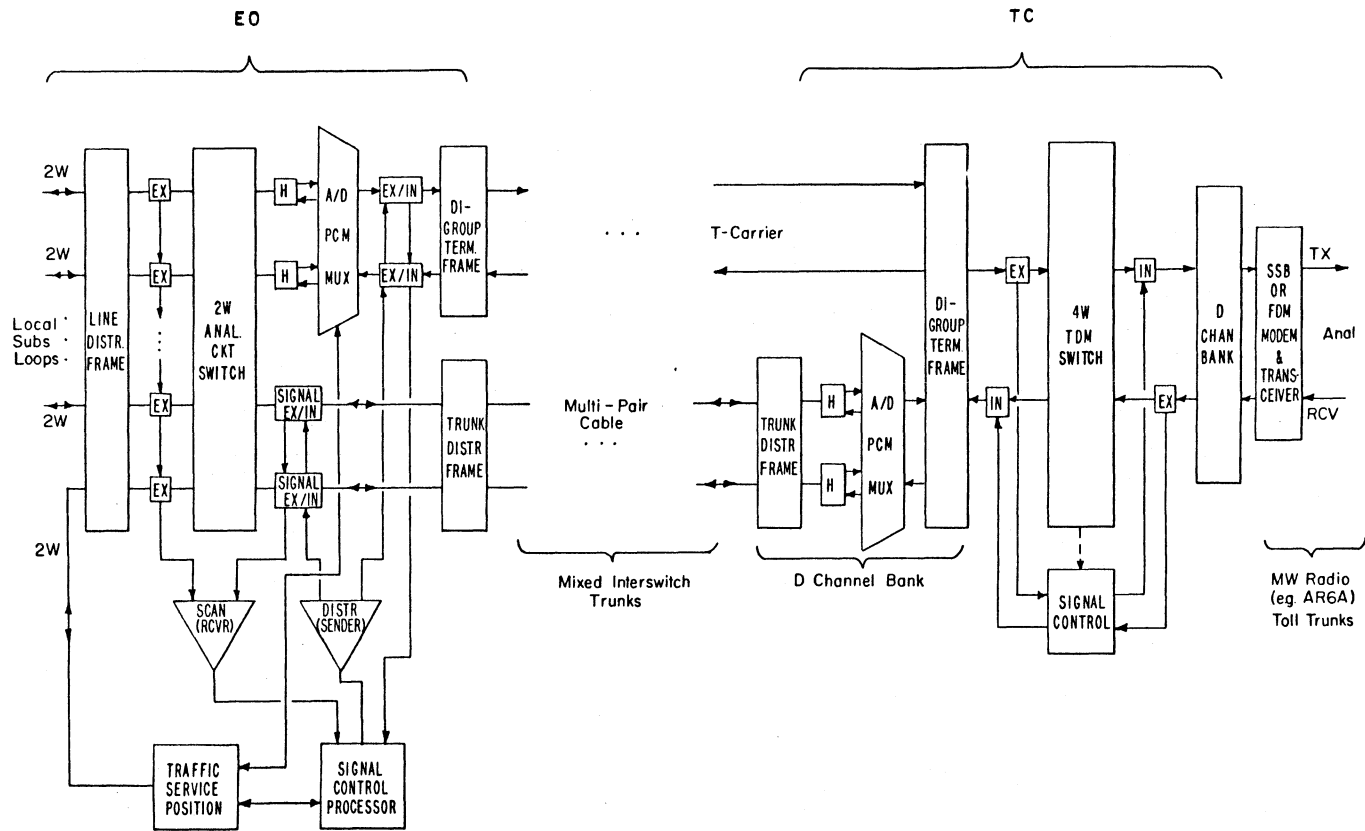 EO
TC
2W
2W
Local
Subs
Loops
2W
2W
LINE
DISTR.
FRAME
EX
EX
EX
EX
2W
ANAL.
CKT
SWITCH
H
H
A/D
PCM
MUX
EX/IN
EX/IN
DI-
GROUP
TERM.
FRAME
SIGNAL
EX/IN
SIGNAL
EX/IN
TRUNK
DISTR
FRAME
SCAN
(RCVR)
DISTR
(SENDER)
TRAFFIC
SERVICE
POSITION
SIGNAL
CONTROL
PROCESSOR
. . .
T-Carrier
Multi-Pair
Cable
. . .
Mixed Interswitch
Trunks
TRUNK
DISTR
FRAME
H
H
A/D
PCM
MUX
D Channel Bank
DI-
GROUP
TERM.
FRAME
EX
IN
4W
TDM
SWITCH
IN
EX
SIGNAL
CONTROL
D
CHAN
BANK
SSB
OR
FDM
MODEM
&
TRANS-
CEIVER
TX
Anal
RCV
MW Radio
(eg. AR6A)
Toll Trunks